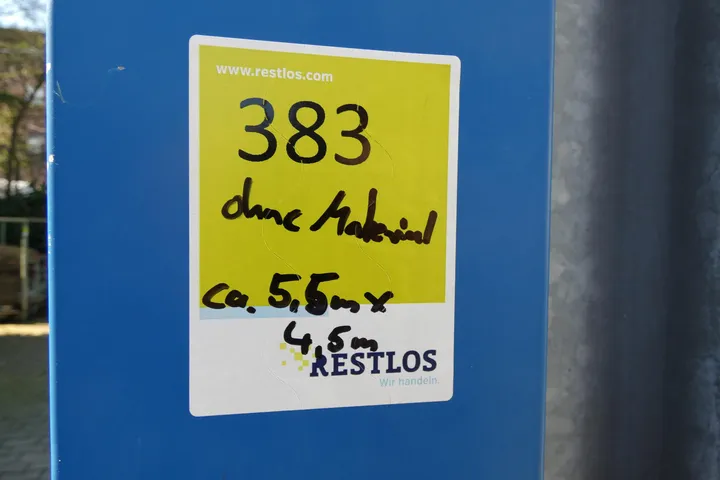 www.restlos.com
383
ohne Material
ca. 5,5m x
4,5m
RESTLOS
Wir handeln.